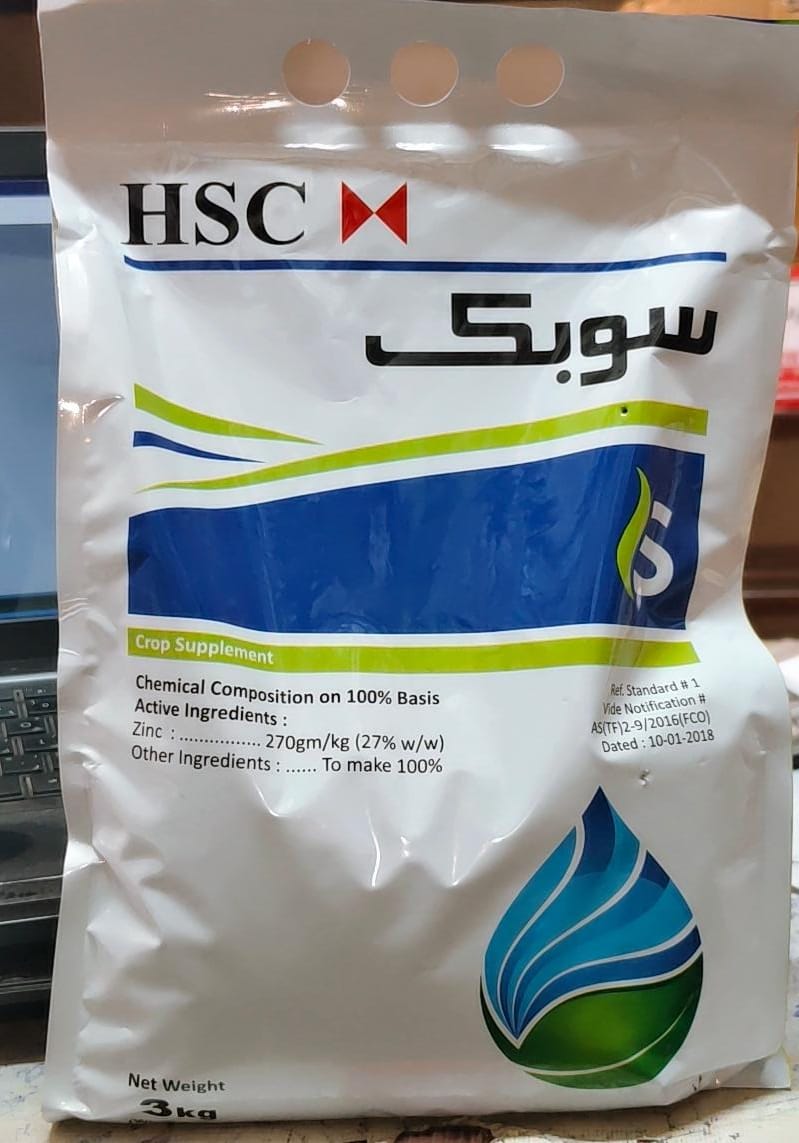 HSC
سوبک
S
Crop Supplement
Chemical Composition on 100% Basis
Active Ingredients :
Zinc : ................ 270gm/kg (27% w/w)
Other Ingredients : ...... To make 100%
Ref. Standard # 1
Vide Notification #
AS(TF)2-9/2016(FCO)
Dated : 10-01-2018
Net Weight
3kg